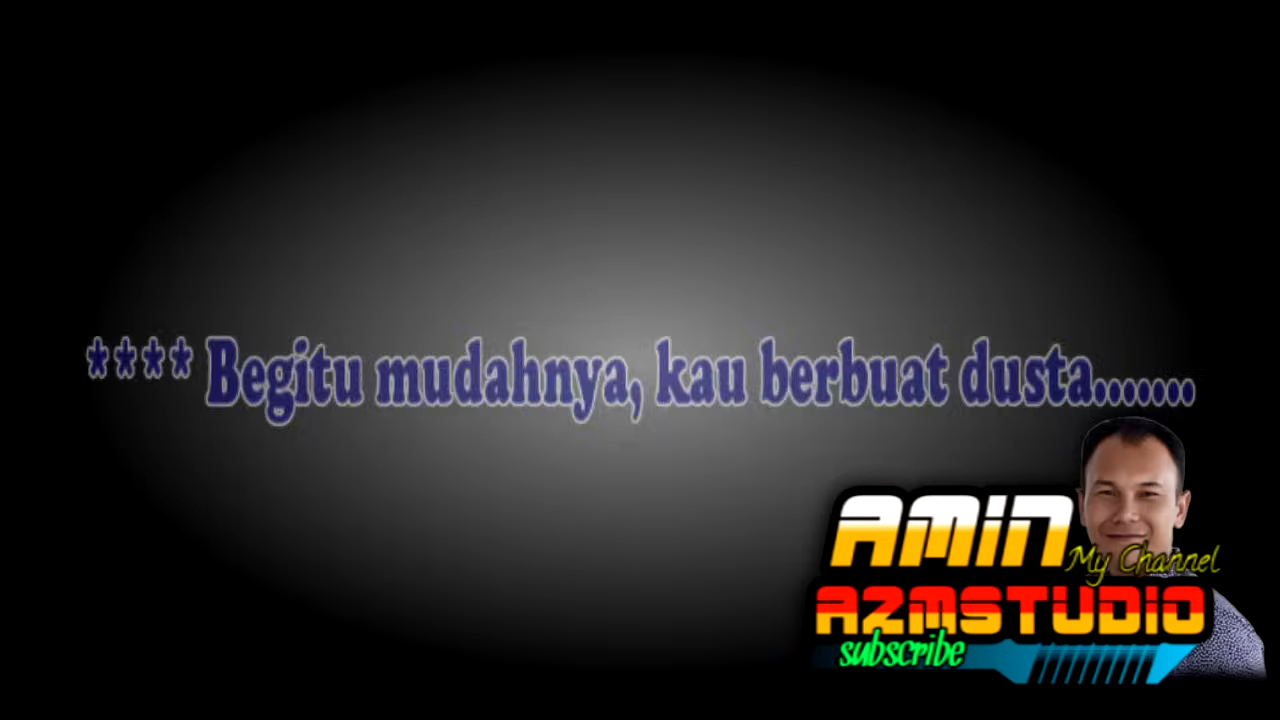 **** Begitu mudahnya, kau berbuat dusta.......
AMIN
My Channel
AZMSTUDIO
subscribe